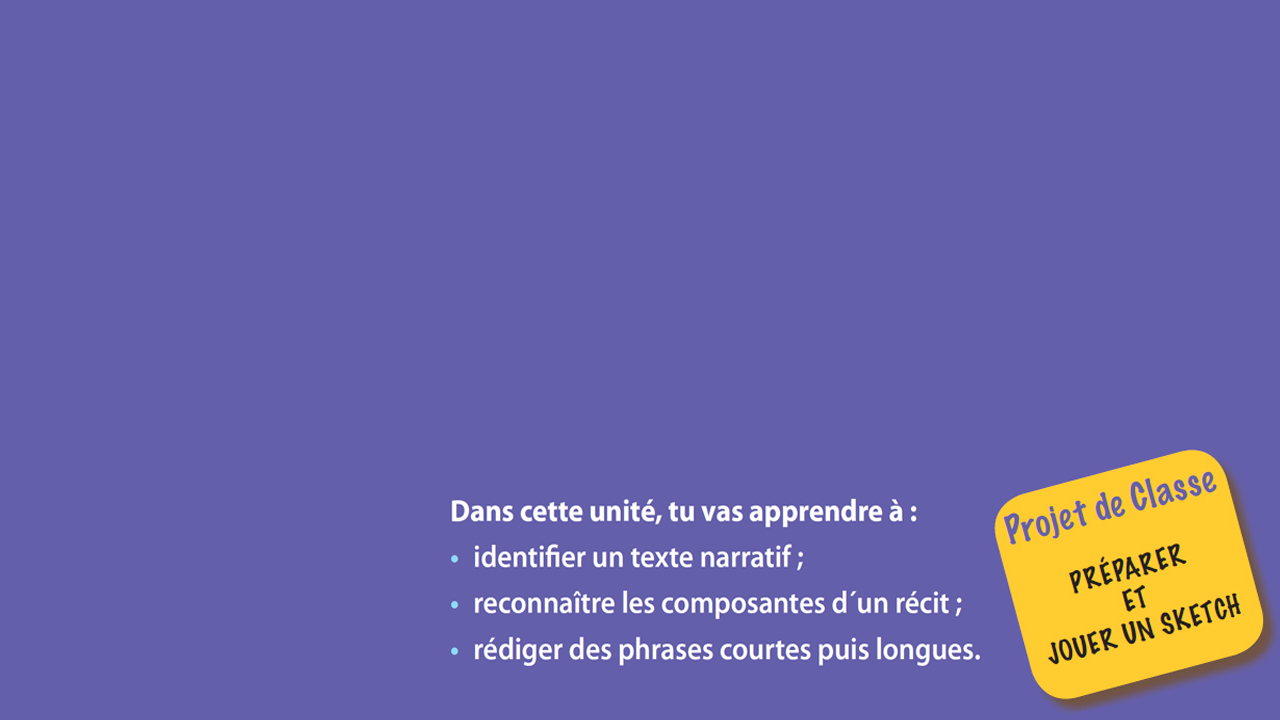 Dans cette unité, tu vas apprendre à :
• identifier un texte narratif ;
• reconnaître les composantes d´un récit ;
• rédiger des phrases courtes puis longues.
Projet de Classe
PRÉPARER
ET
JOUER UN SKETCH